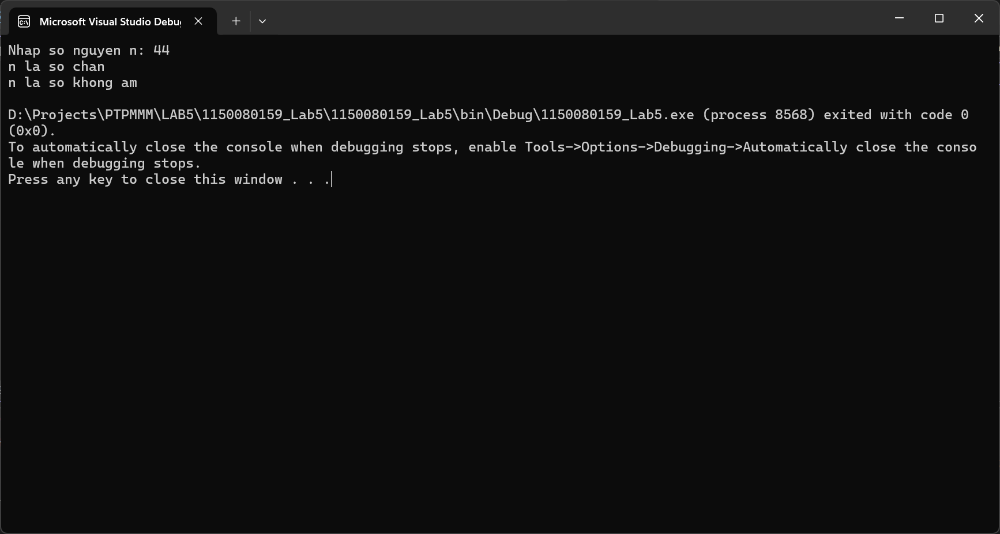 Microsoft Visual Studio Debug
Nhap so nguyen n: 44
n la so chan
n la so khong am
D:\Projects\PTPMMM\LAB5\1150080159_Lab5\1150080159_Lab5\bin\Debug\1150080159_Lab5.exe (process 8568) exited with code 0
(0x0).
To automatically close the console when debugging stops, enable Tools->Options->Debugging->Automatically close the conso
le when debugging stops.
Press any key to close this window . . .